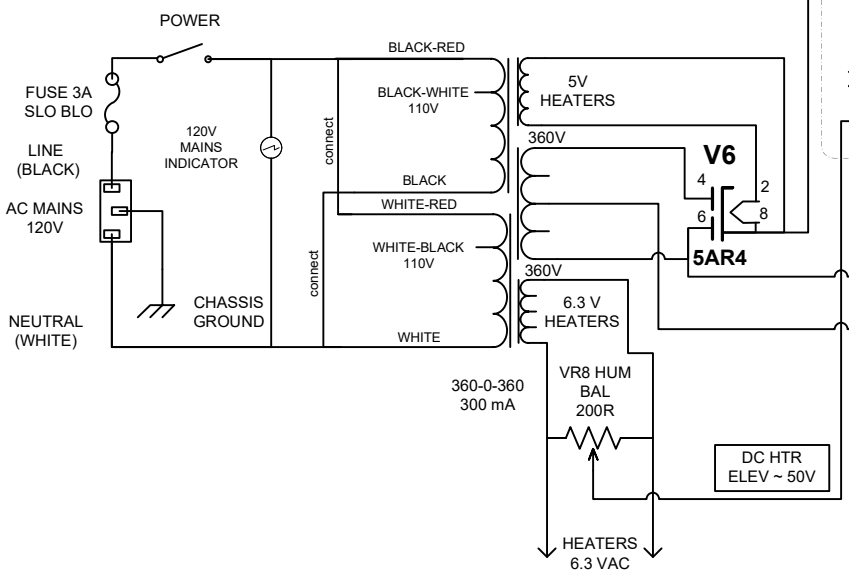 POWER
BLACK-RED
FUSE 3A
SLO BLO
BLACK-WHITE
110V
5V
HEATERS
120V
MAINS
INDICATOR
connect
360V
V6
LINE
(BLACK)
BLACK
4
2
AC MAINS
120V
WHITE-RED
6
8
5AR4
WHITE-BLACK
110V
connect
360V
CHASSIS
GROUND
6.3 V
HEATERS
NEUTRAL
(WHITE)
WHITE
360-0-360
300 mA
VR8 HUM
BAL
200R
DC HTR
ELEV ~ 50V
HEATERS
6.3 VAC